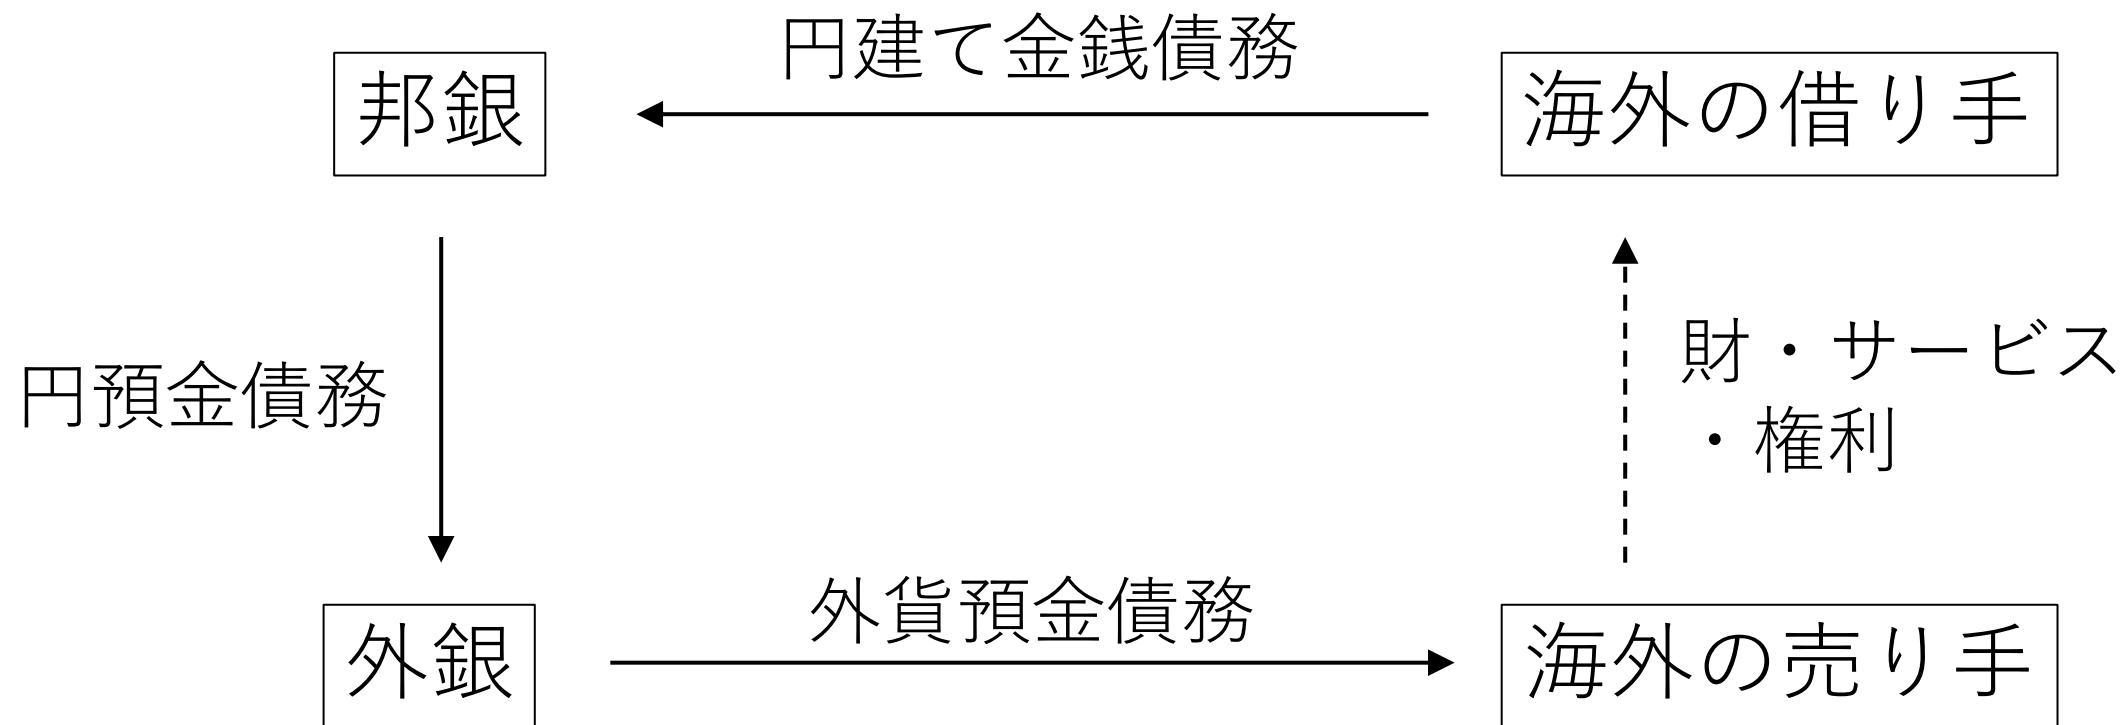 円建て金銭債務
邦銀
海外の借り手
円預金債務
財・サービス
・権利
外貨預金債務
外銀
海外の売り手